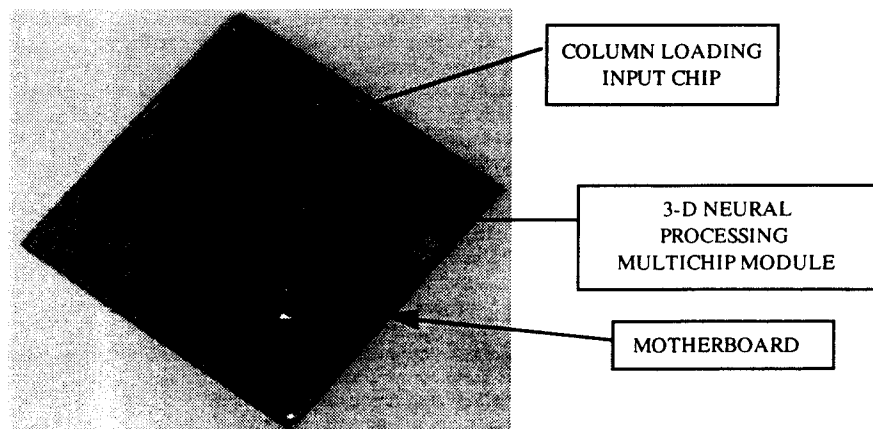 COLUMN LOADING
INPUT CHIP
3-D NEURAL
PROCESSING
MULTICHIP MODULE
MOTHERBOARD